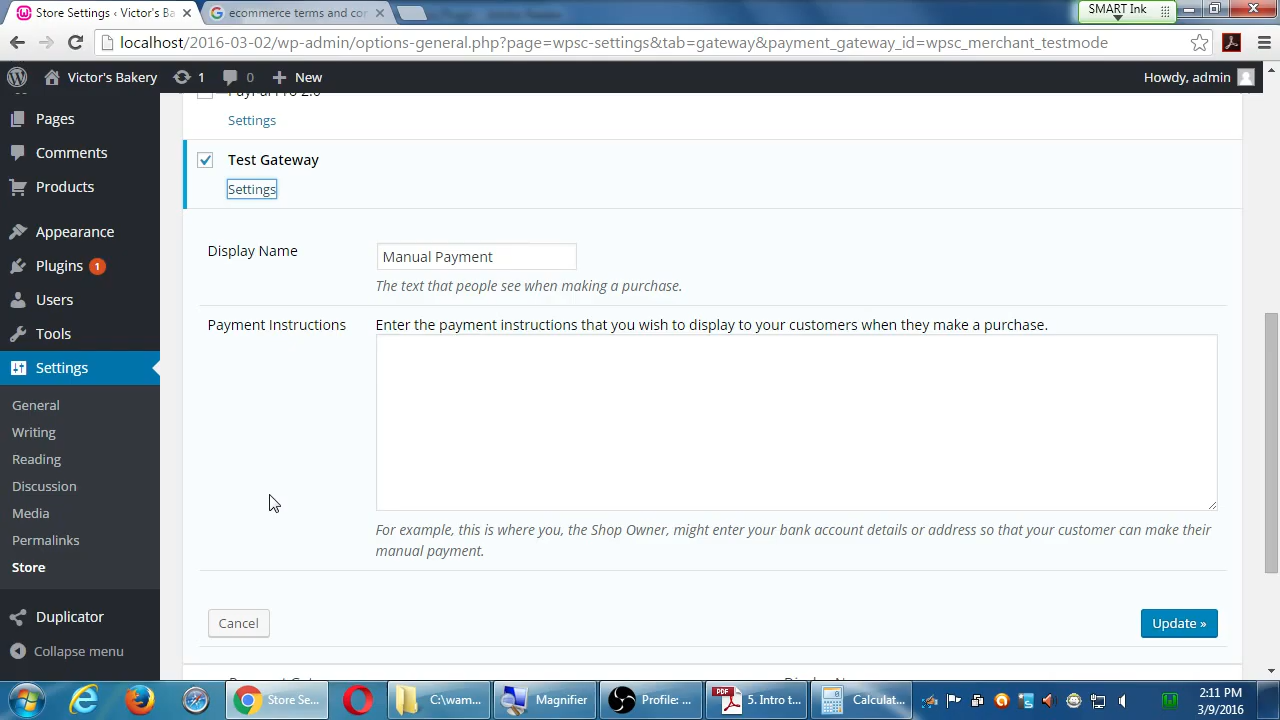 Store Settings ‹ Victor's Ba
ecommerce terms and con
SMART Ink
localhost/2016-03-02/wp-admin/options-general.php?page=wpsc-settings&tab=gateway&payment_gateway_id=wpsc_merchant_testmode
Victor's Bakery
1
0
New
Howdy, admin
PayPal Pro 2.0
Pages
Settings
Comments
Test Gateway
Products
Settings
Appearance
Display Name
Manual Payment
Plugins 1
The text that people see when making a purchase.
Users
Payment Instructions
Enter the payment instructions that you wish to display to your customers when they make a purchase.
Tools
Settings
General
Writing
Reading
Discussion
Media
Permalinks
Store
For example, this is where you, the Shop Owner, might enter your bank account details or address so that your customer can make their
manual payment.
Duplicator
Cancel
Update »
Collapse menu
Store Se...
C:\wam...
Magnifier
Profile: ...
PDF
5. Intro t...
Calculat...
2:11 PM
3/9/2016